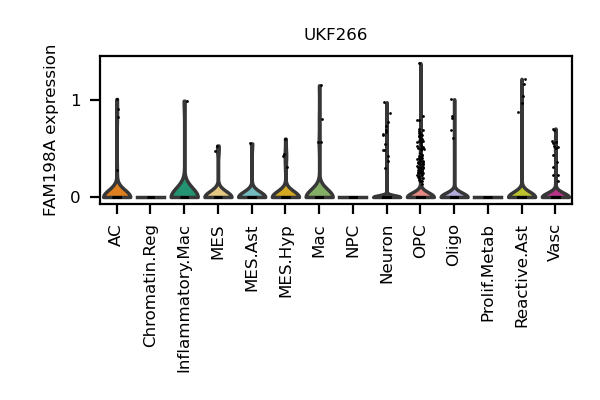 UKF266
FAM198A expression
1
0
AC
Chromatin.Reg
Inflammatory.Mac
MES
MES.Ast
MES.Hyp
Mac
NPC
Neuron
OPC
Oligo
Prolif.Metab
Reactive.Ast
Vasc